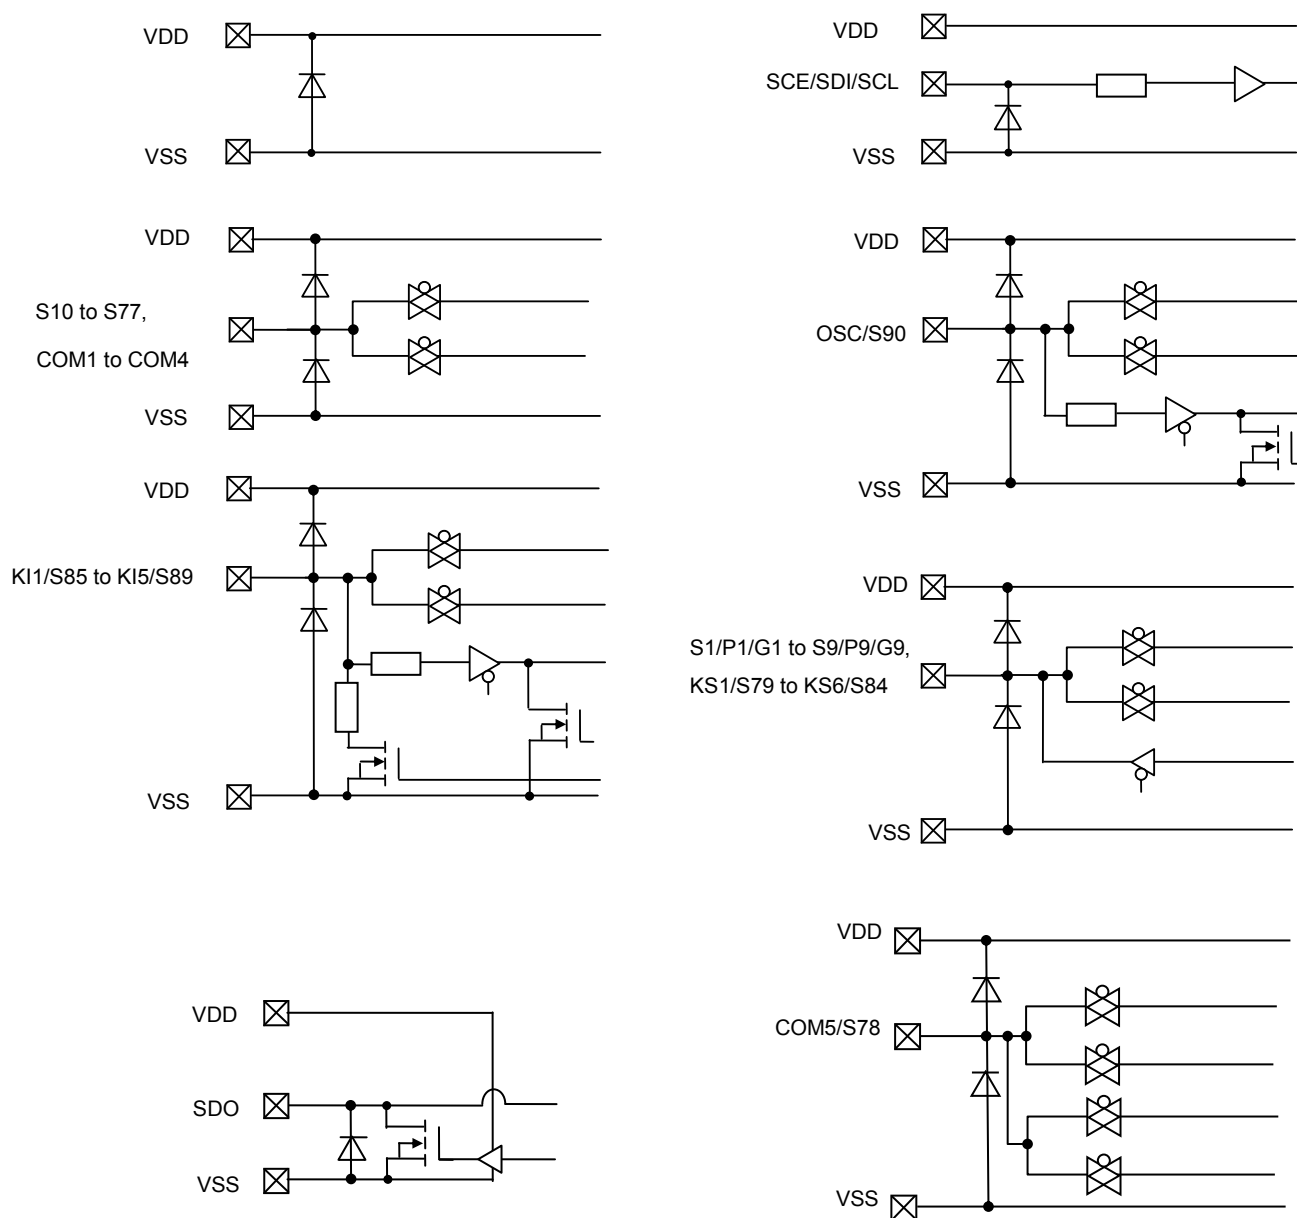 VDD
VSS
VDD
SCE/SDI/SCL
VSS
VDD
S10 to S77,
COM1 to COM4
VSS
VDD
OSC/S90
VSS
VDD
KI1/S85 to KI5/S89
VSS
VDD
S1/P1/G1 to S9/P9/G9,
KS1/S79 to KS6/S84
VSS
VDD
SDO
VSS
VDD
COM5/S78
VSS